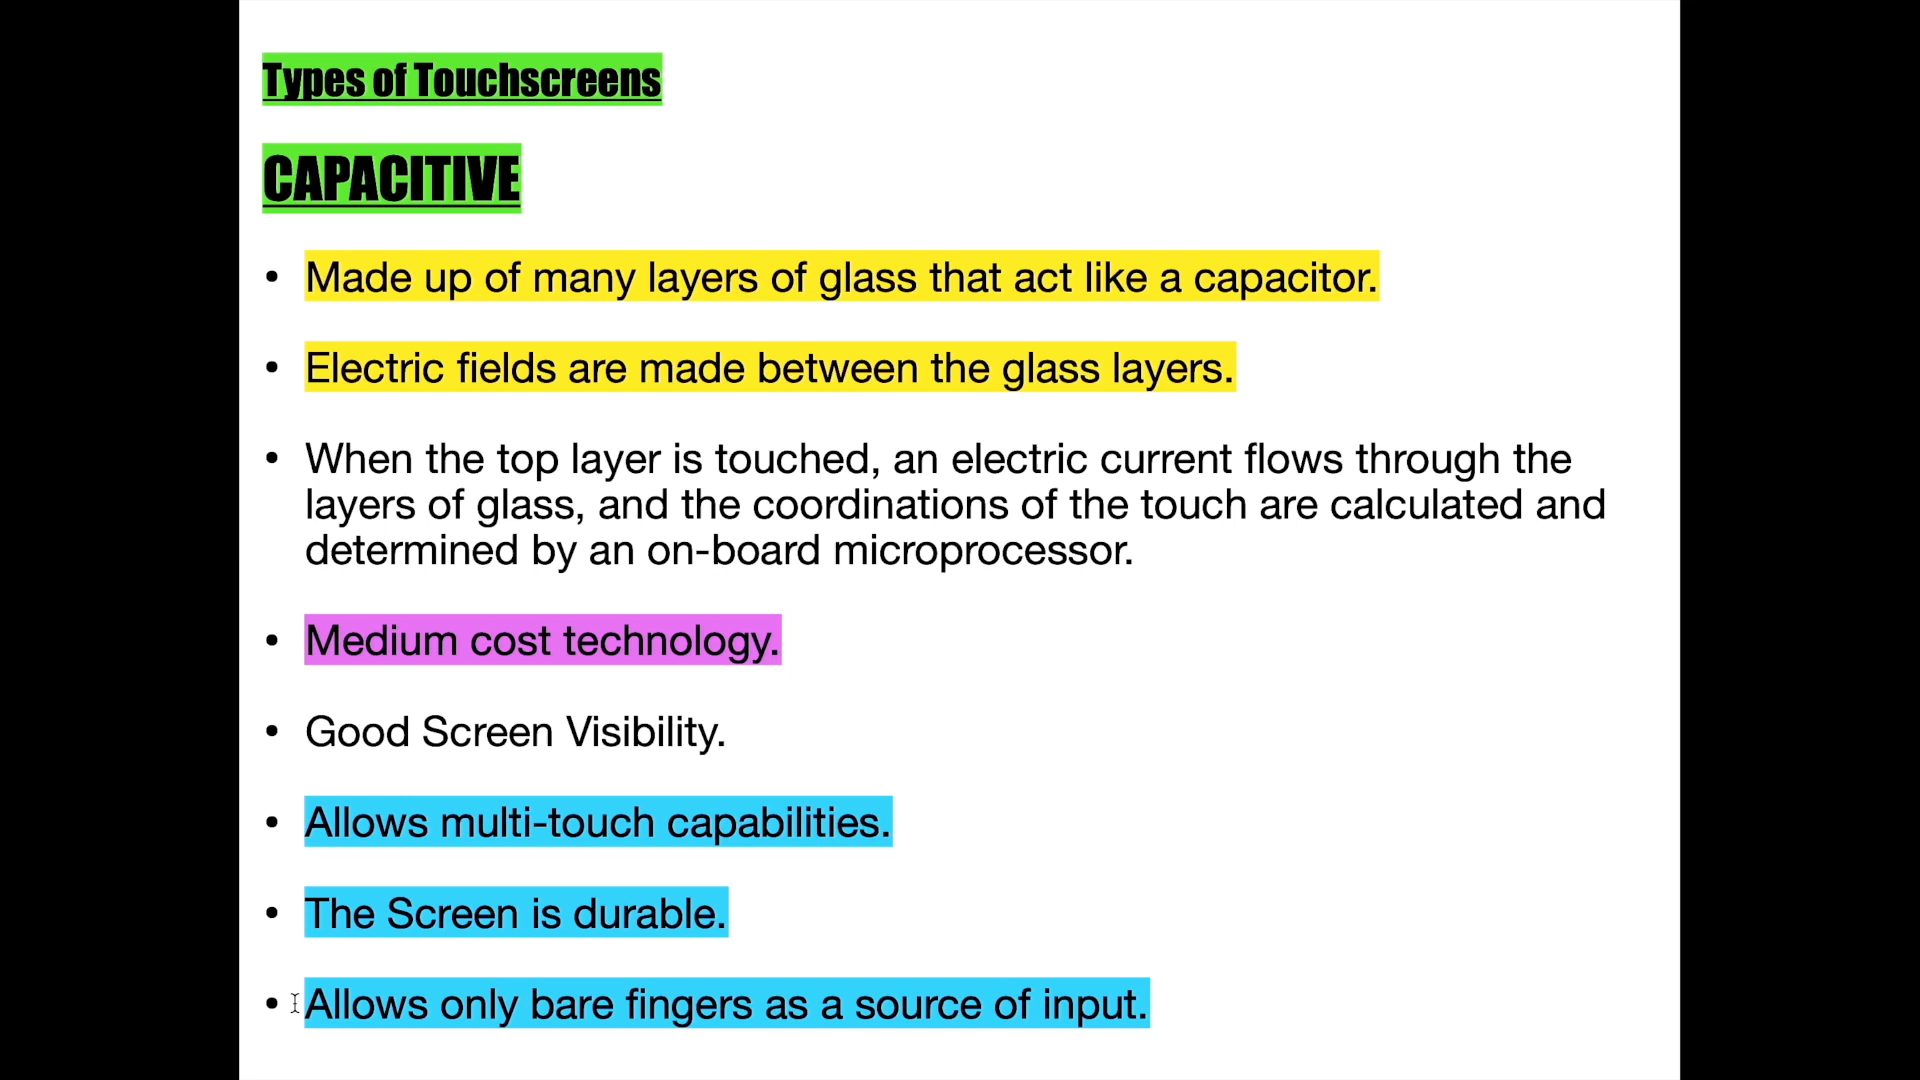 Types of Touchscreens
CAPACITIVE
• Made up of many layers of glass that act like a capacitor.
• Electric fields are made between the glass layers.
• When the top layer is touched, an electric current flows through the
layers of glass, and the coordinations of the touch are calculated and
determined by an on-board microprocessor.
• Medium cost technology.
• Good Screen Visibility.
• Allows multi-touch capabilities.
• The Screen is durable.
• Allows only bare fingers as a source of input.